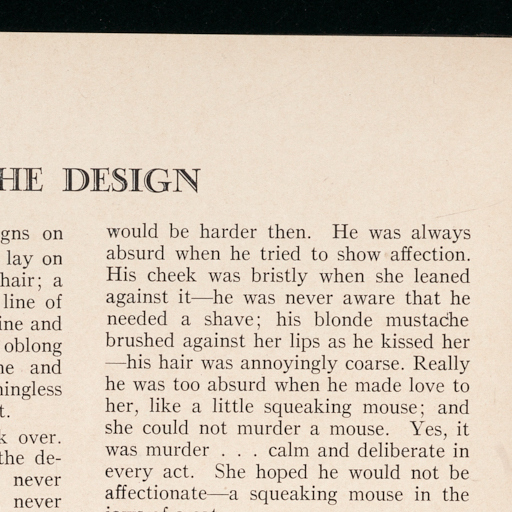 HE DESIGN
gns on
lay on
hair; a
line of
ine and
oblong
ne and
ningless
t.
k over.
the de-
never
never
would be harder then. He was always
absurd when he tried to show affection.
His cheek was bristly when she leaned
against it—he was never aware that he
needed a shave; his blonde mustache
brushed against her lips as he kissed her
—his hair was annoyingly coarse. Really
he was too absurd when he made love to
her, like a little squeaking mouse; and
she could not murder a mouse. Yes, it
was murder . . . calm and deliberate in
every act. She hoped he would not be
affectionate—a squeaking mouse in the